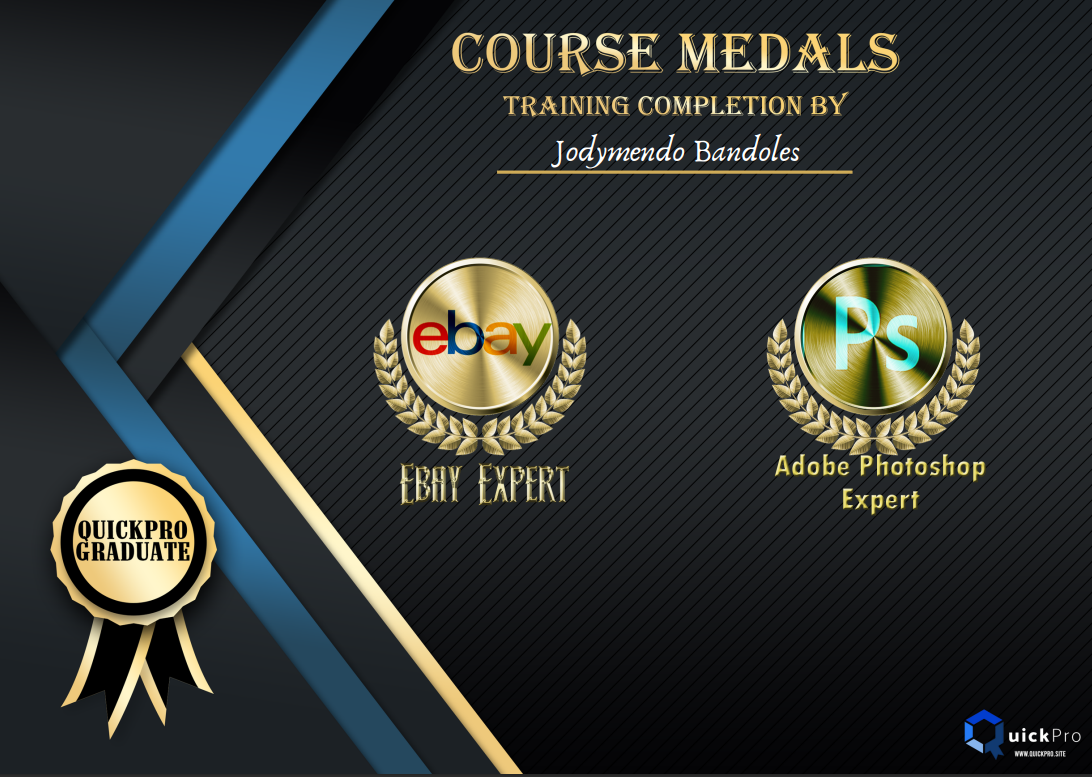 COURSE MEDALS
TRAINING COMPLETION BY
Jodymendo Bandoles
ebay
Ps
EBAY EXPERT
Adobe Photoshop
Expert
QUICKPRO
GRADUATE
QuickPro
WWW.QUICKPRO.SITE